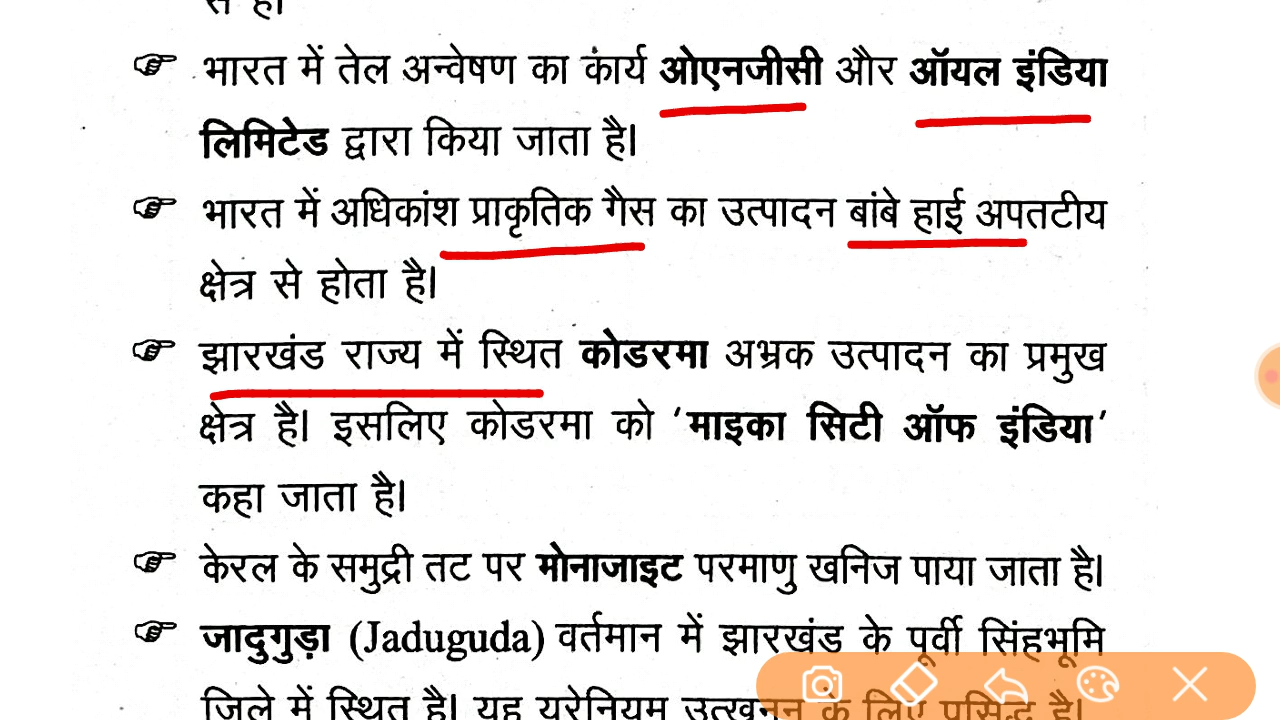 से है।
☞ भारत में तेल अन्वेषण का कार्य ओएनजीसी और ऑयल इंडिया
लिमिटेड द्वारा किया जाता है।
☞ भारत में अधिकांश प्राकृतिक गैस का उत्पादन बांबे हाई अपतटीय
क्षेत्र से होता है।
☞ झारखंड राज्य में स्थित कोडरमा अभ्रक उत्पादन का प्रमुख
क्षेत्र है। इसलिए कोडरमा को ‘माइका सिटी ऑफ इंडिया’
कहा जाता है।
☞ केरल के समुद्री तट पर मोनाजाइट परमाणु खनिज पाया जाता है।
☞ जादुगुड़ा (Jaduguda) वर्तमान में झारखंड के पूर्वी सिंहभूमि
जिले में स्थित है। यह यूरेनियम उत्खनन के लिए प्रसिद्ध है।